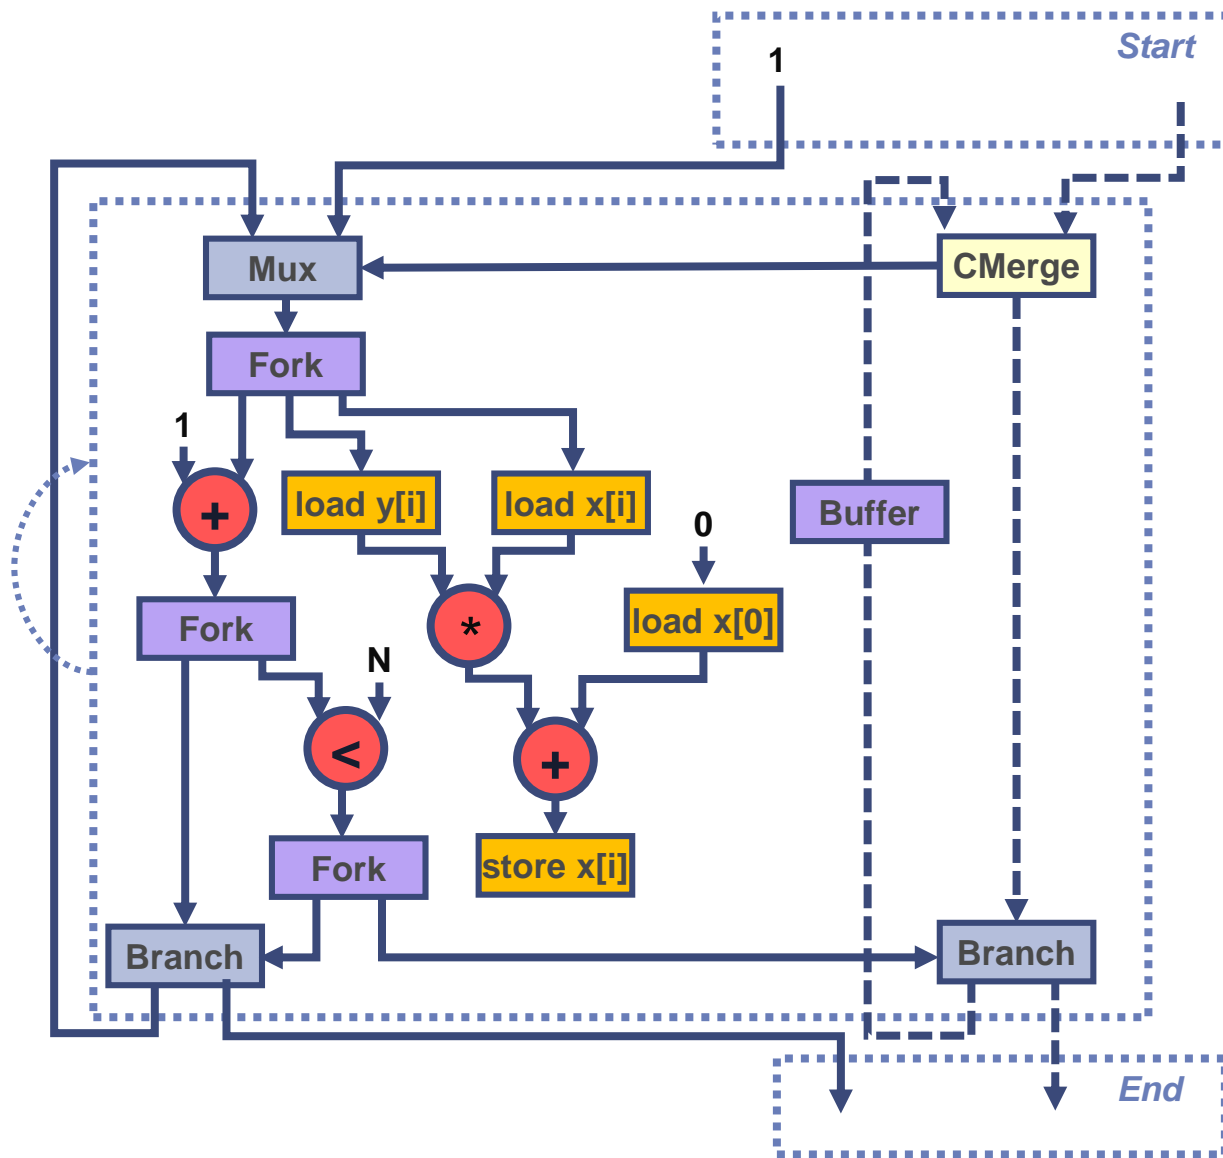 Start
1
Mux
CMerge
Fork
1
+
load y[i]
load x[i]
0
Buffer
Fork
*
load x[0]
N
<
+
Fork
store x[i]
Branch
Branch
End